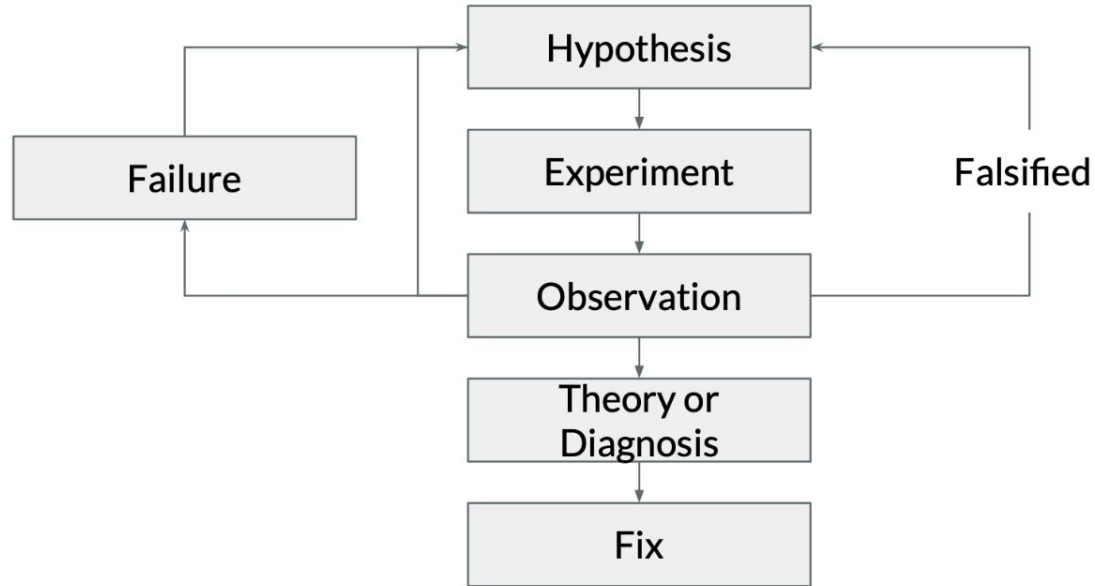 Hypothesis
Failure
Experiment
Falsified
Observation
Theory or
Diagnosis
Fix